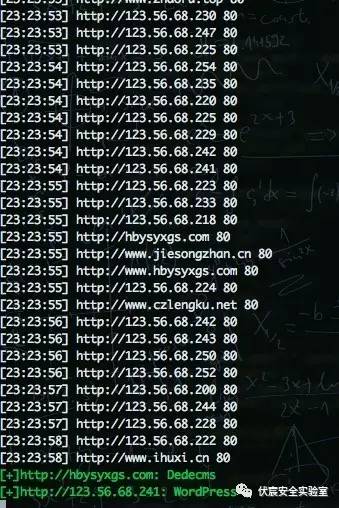 [23:23:53] http://www.zhaofu.top 80
[23:23:53] http://123.56.68.230 80
[23:23:53] http://123.56.68.247 80
[23:23:53] http://123.56.68.225 80
[23:23:54] http://123.56.68.254 80
[23:23:54] http://123.56.68.235 80
[23:23:54] http://123.56.68.220 80
[23:23:54] http://123.56.68.225 80
[23:23:54] http://123.56.68.229 80
[23:23:54] http://123.56.68.242 80
[23:23:54] http://123.56.68.241 80
[23:23:55] http://123.56.68.223 80
[23:23:55] http://123.56.68.233 80
[23:23:55] http://123.56.68.218 80
[23:23:55] http://hbysyxgs.com 80
[23:23:55] http://www.jiesongzhan.cn 80
[23:23:55] http://www.hbysyxgs.com 80
[23:23:55] http://123.56.68.224 80
[23:23:55] http://www.czlengku.net 80
[23:23:56] http://123.56.68.242 80
[23:23:56] http://123.56.68.243 80
[23:23:56] http://123.56.68.250 80
[23:23:56] http://123.56.68.252 80
[23:23:57] http://123.56.68.200 80
[23:23:57] http://123.56.68.244 80
[23:23:57] http://123.56.68.228 80
[23:23:58] http://123.56.68.222 80
[23:23:58] http://www.ihuxi.cn 80
[+]http://hbysyxgs.com: Dedecms
[+]http://123.56.68.241: WordPress
伏宸安全实验室